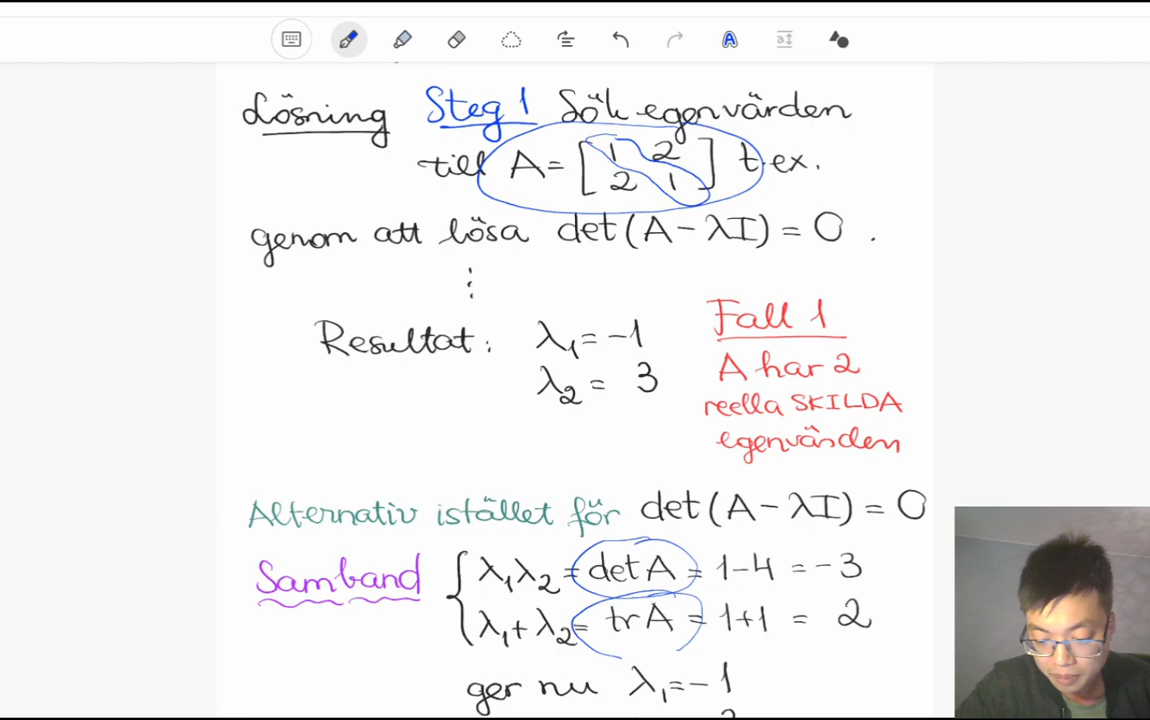 Lösning Steg 1 Sök egenvärden
till A = [1 2 2 1] t.ex.
genom att lösa det(A-λI) = 0.
⋮
Resultat: λ₁ = -1
λ₂ = 3
Fall 1
A har 2
reella SKILDA
egenvärden
Alternativ istället för det(A-λI) = 0
Samband { λ₁λ₂ = det A = 1-4 = -3
λ₁+λ₂ = tr A = 1+1 = 2
ger nu λ₁ = -1